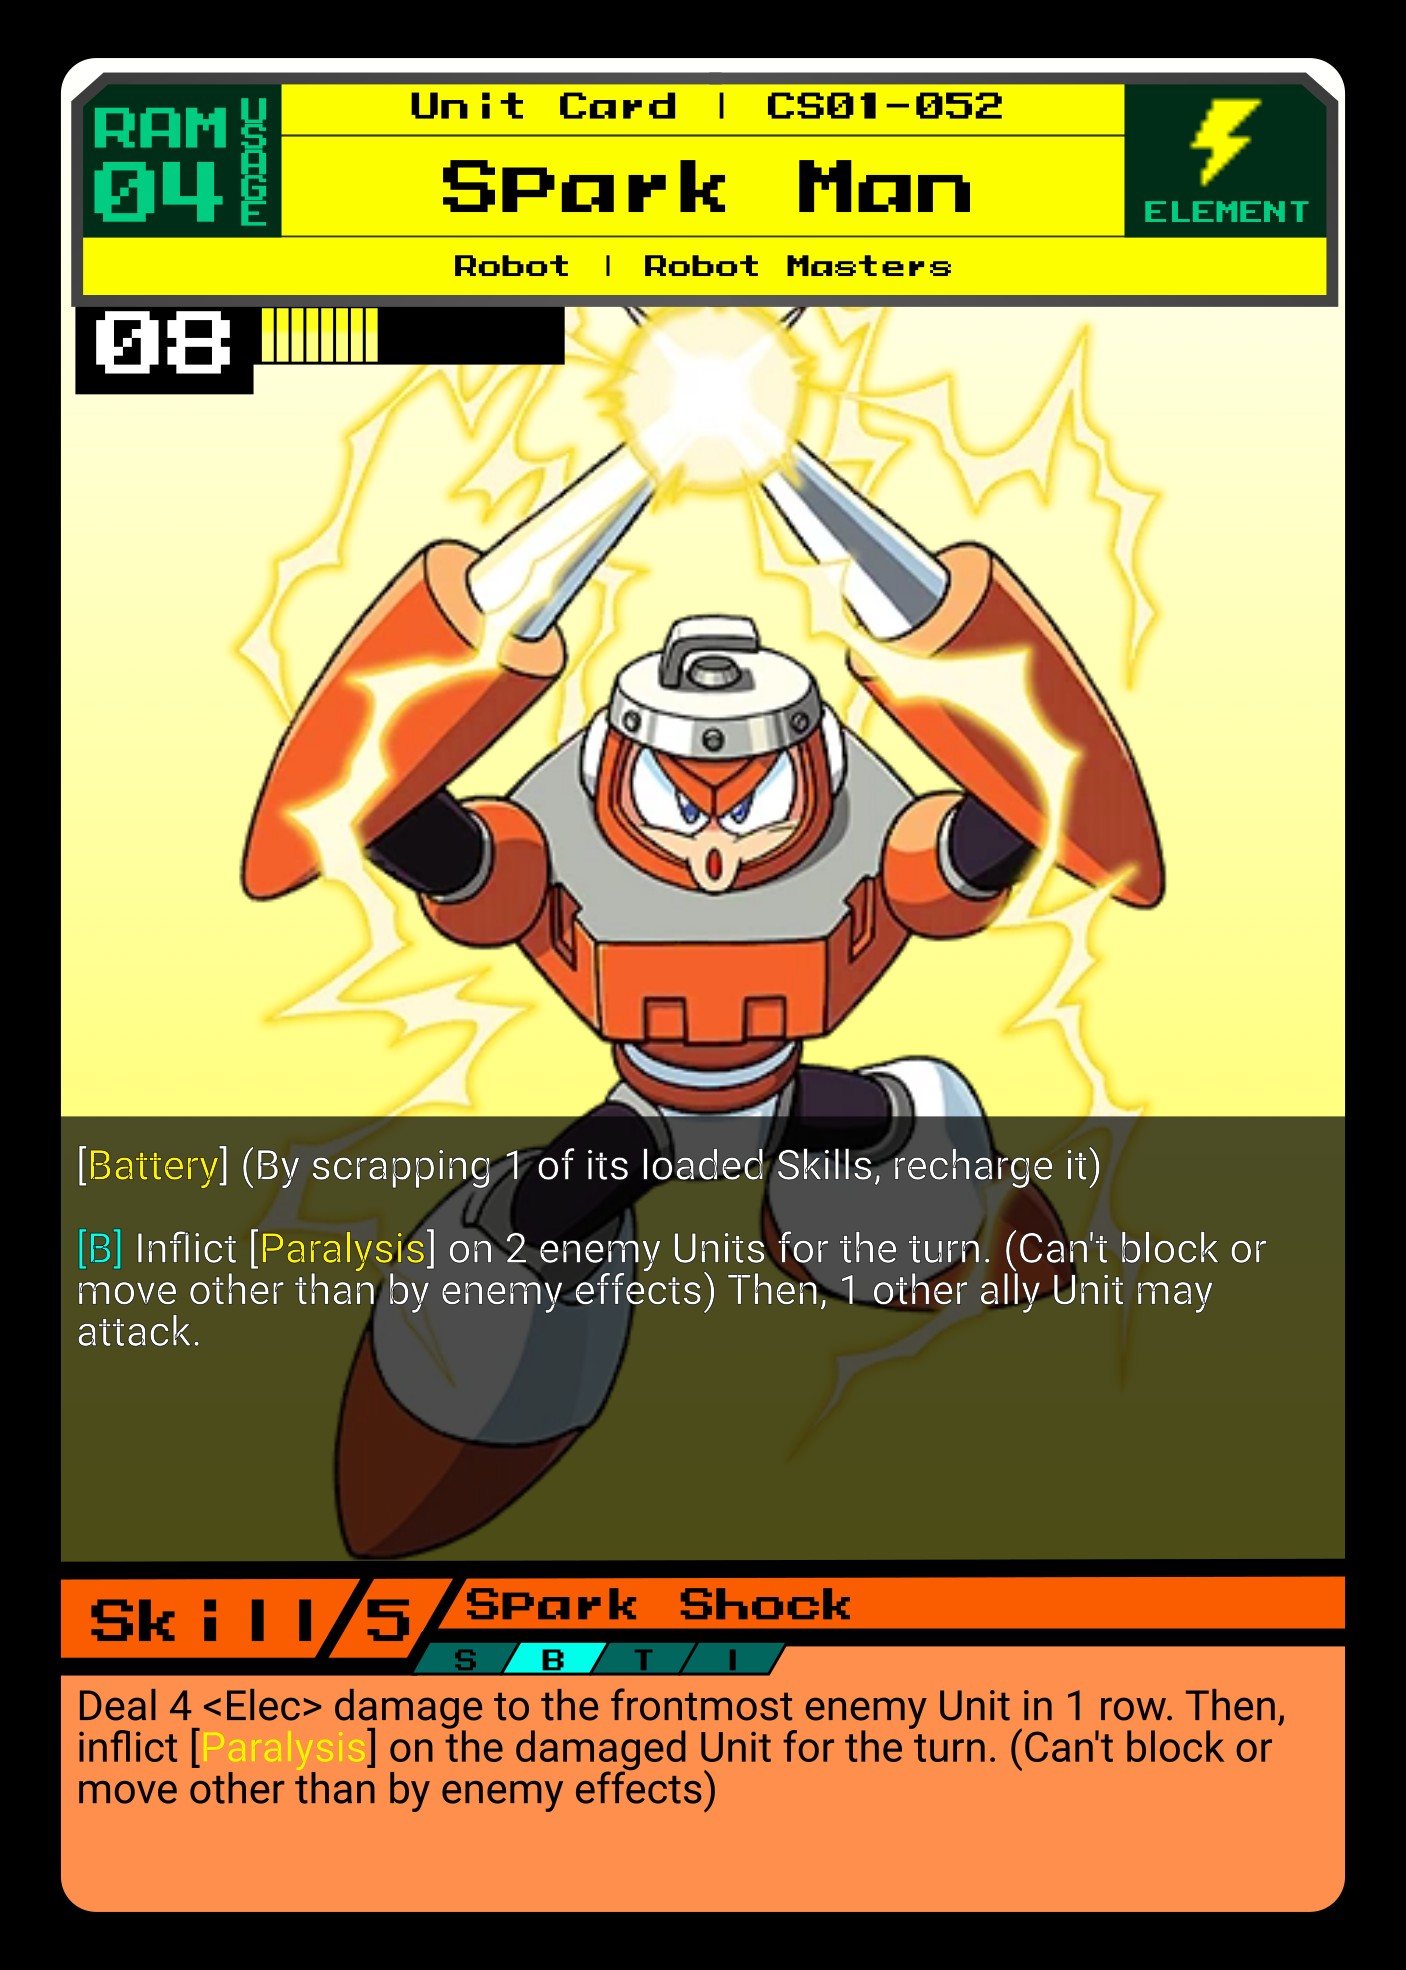 RAM
04
USAGE
Unit Card | CS01-052
Spark Man
ELEMENT
Robot | Robot Masters
08
[Battery] (By scrapping 1 of its loaded Skills, recharge it)
[B] Inflict [Paralysis] on 2 enemy Units for the turn. (Can't block or
move other than by enemy effects) Then, 1 other ally Unit may
attack.
Skill/5
Spark Shock
S B T I
Deal 4 <Elec> damage to the frontmost enemy Unit in 1 row. Then,
inflict [Paralysis] on the damaged Unit for the turn. (Can't block or
move other than by enemy effects)